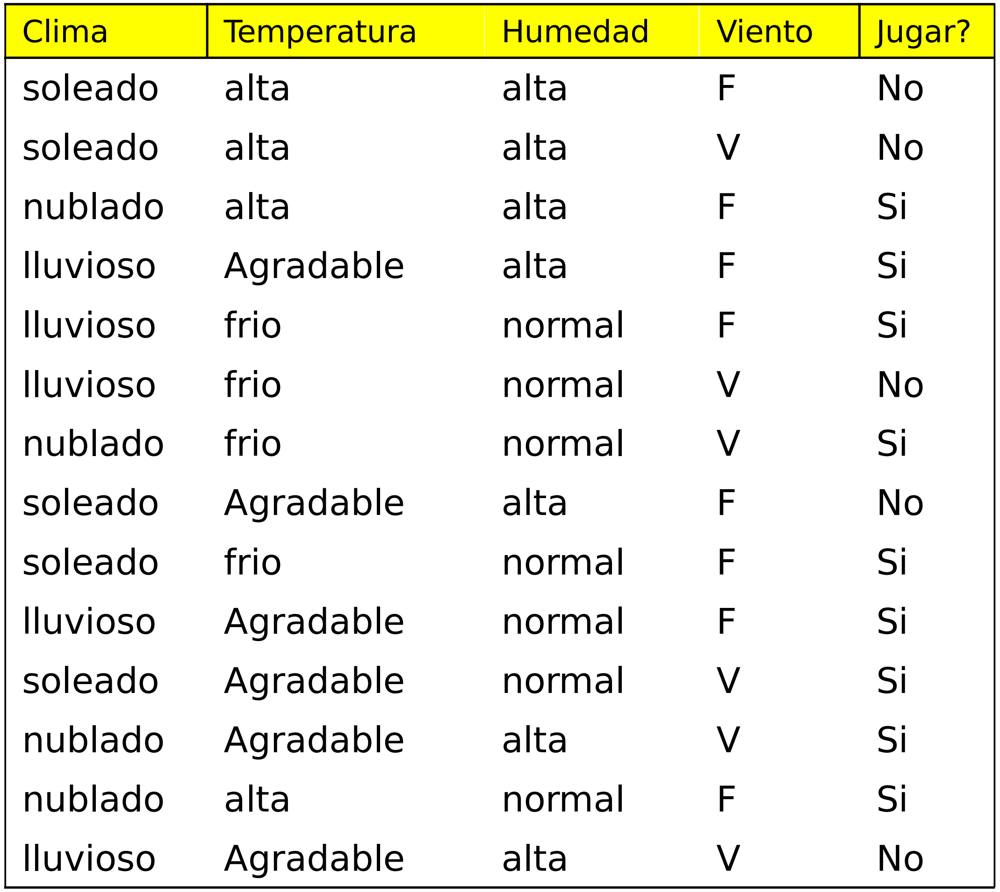 Clima Temperatura Humedad Viento Jugar?
soleado alta alta F No
soleado alta alta V No
nublado alta alta F Si
lluvioso Agradable alta F Si
lluvioso frio normal F Si
lluvioso frio normal V No
nublado frio normal V Si
soleado Agradable alta F No
soleado frio normal F Si
lluvioso Agradable normal F Si
soleado Agradable normal V Si
nublado Agradable alta V Si
nublado alta normal F Si
lluvioso Agradable alta V No